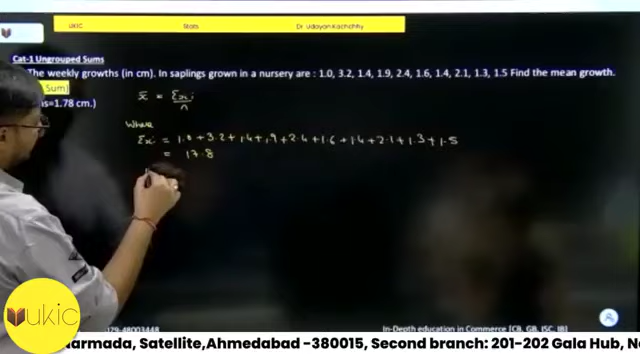 UKIC Stats Dr. Udayan Kachchhy
Cat-1 Ungrouped Sums
The weekly growths (in cm). In saplings grown in a nursery are : 1.0, 3.2, 1.4, 1.9, 2.4, 1.6, 1.4, 2.1, 1.3, 1.5 Find the mean growth.
Sum)
s=1.78 cm.)
x̄ = Σxi
n
Where
Σxi = 1.0+3.2+1.4+1.9+2.4+1.6+1.4+2.1+1.3+1.5
= 17.8
ukic
079-48003448 In-Depth education in Commerce [CB, GB, ISC, IB]
armada, Satellite,Ahmedabad -380015, Second branch: 201-202 Gala Hub, N